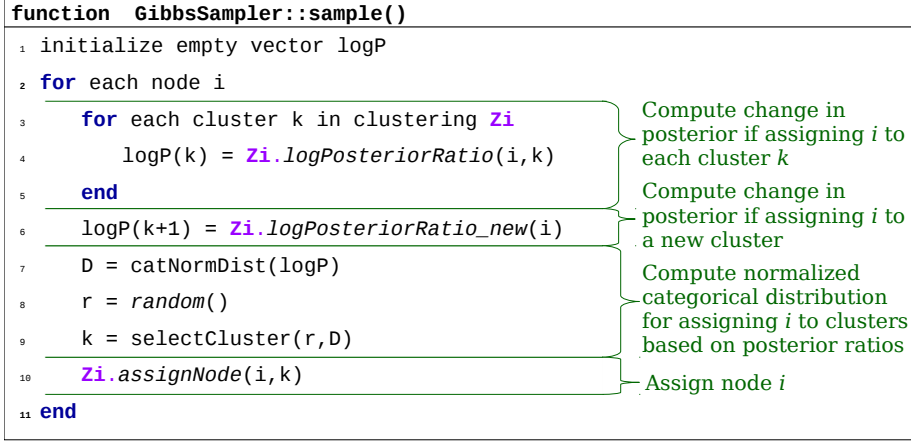 function GibbsSampler::sample()
1 initialize empty vector logP
2 for each node i
3 for each cluster k in clustering Zi
4 logP(k) = Zi.logPosteriorRatio(i,k)
5 end
Compute change in
posterior if assigning i to
each cluster k
6 logP(k+1) = Zi.logPosteriorRatio_new(i)
Compute change in
posterior if assigning i to
a new cluster
7 D = catNormDist(logP)
8 r = random()
9 k = selectCluster(r,D)
Compute normalized
categorical distribution
for assigning i to clusters
based on posterior ratios
10 Zi.assignNode(i,k)
Assign node i
11 end